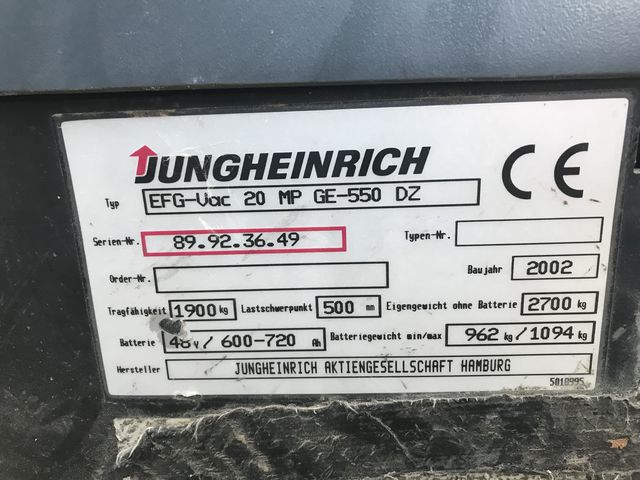 JUNGHEINRICH
CE
Typ EFG-Vac 20 MP GE-550 DZ
Serien-Nr. 89.92.36.49 Typen-Nr.
Order-Nr. Baujahr 2002
Tragfähigkeit 1900 kg Lastschwerpunkt 500 mm Eigengewicht ohne Batterie 2700 kg
Batterie 48 V / 600-720 Ah Batteriegewicht min/max 962 kg / 1094 kg
Hersteller JUNGHEINRICH AKTIENGESELLSCHAFT HAMBURG
5010995